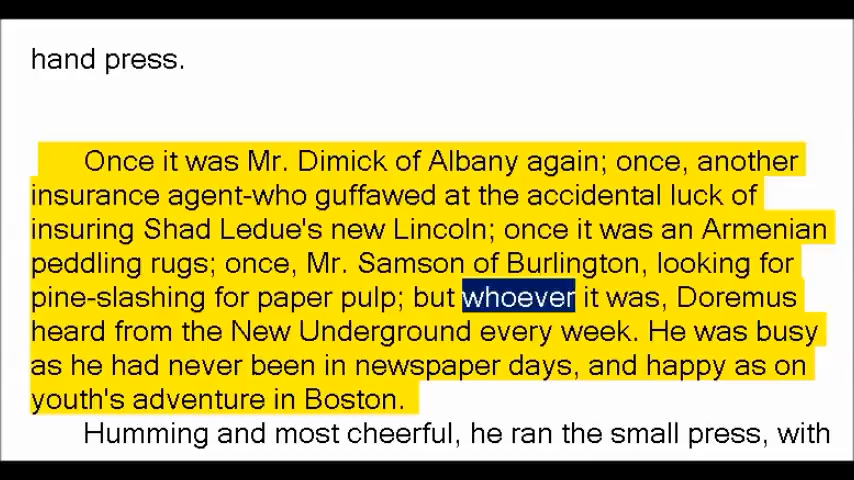 hand press.
Once it was Mr. Dimick of Albany again; once, another
insurance agent-who guffawed at the accidental luck of
insuring Shad Ledue's new Lincoln; once it was an Armenian
peddling rugs; once, Mr. Samson of Burlington, looking for
pine-slashing for paper pulp; but whoever it was, Doremus
heard from the New Underground every week. He was busy
as he had never been in newspaper days, and happy as on
youth's adventure in Boston.
Humming and most cheerful, he ran the small press, with